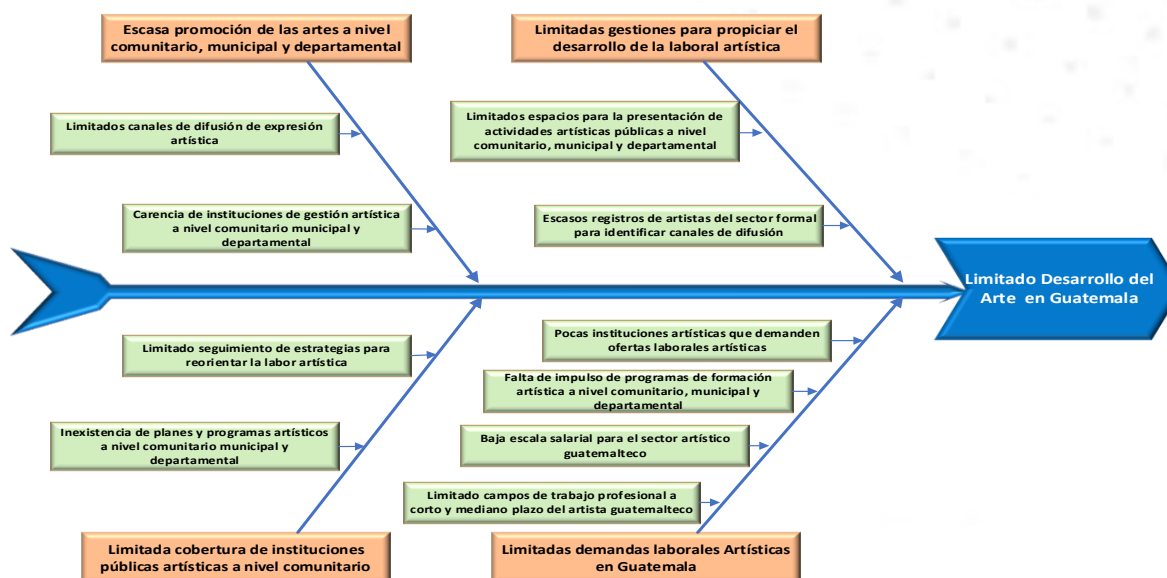 Escasa promoción de las artes a nivel
comunitario, municipal y departamental
Limitadas gestiones para propiciar el
desarrollo de la laboral artística
Limitados canales de difusión de expresión
artística
Limitados espacios para la presentación de
actividades artísticas públicas a nivel
comunitario, municipal y departamental
Carencia de instituciones de gestión artística
a nivel comunitario municipal y
departamental
Escasos registros de artistas del sector formal
para identificar canales de difusión
Limitado Desarrollo del
Arte en Guatemala
Limitado seguimiento de estrategias para
reorientar la labor artística
Pocas instituciones artísticas que demanden
ofertas laborales artísticas
Falta de impulso de programas de formación
artística a nivel comunitario, municipal y
departamental
Inexistencia de planes y programas artísticos
a nivel comunitario municipal y
departamental
Baja escala salarial para el sector artístico
guatemalteco
Limitado campos de trabajo profesional a
corto y mediano plazo del artista guatemalteco
Limitada cobertura de instituciones
públicas artísticas a nivel comunitario
Limitadas demandas laborales Artísticas
en Guatemala